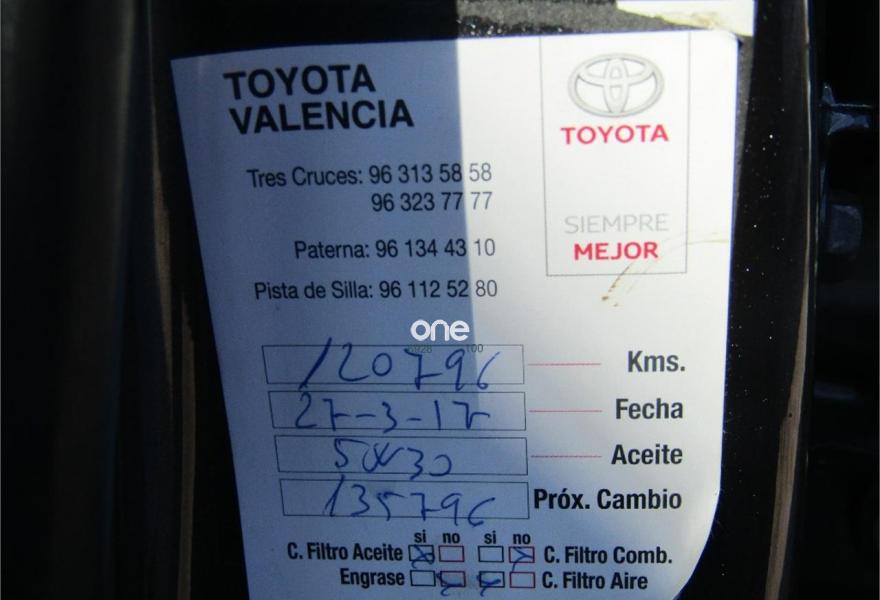 TOYOTA
VALENCIA
TOYOTA
SIEMPRE
MEJOR
Tres Cruces: 96 313 58 58
96 323 77 77
Paterna: 96 134 43 10
Pista de Silla: 96 112 52 80
one
6928 100
120796 Kms.
27-3-17 Fecha
5W30 Aceite
135796 Próx. Cambio
si no si no
C. Filtro Aceite C. Filtro Comb.
Engrase C. Filtro Aire